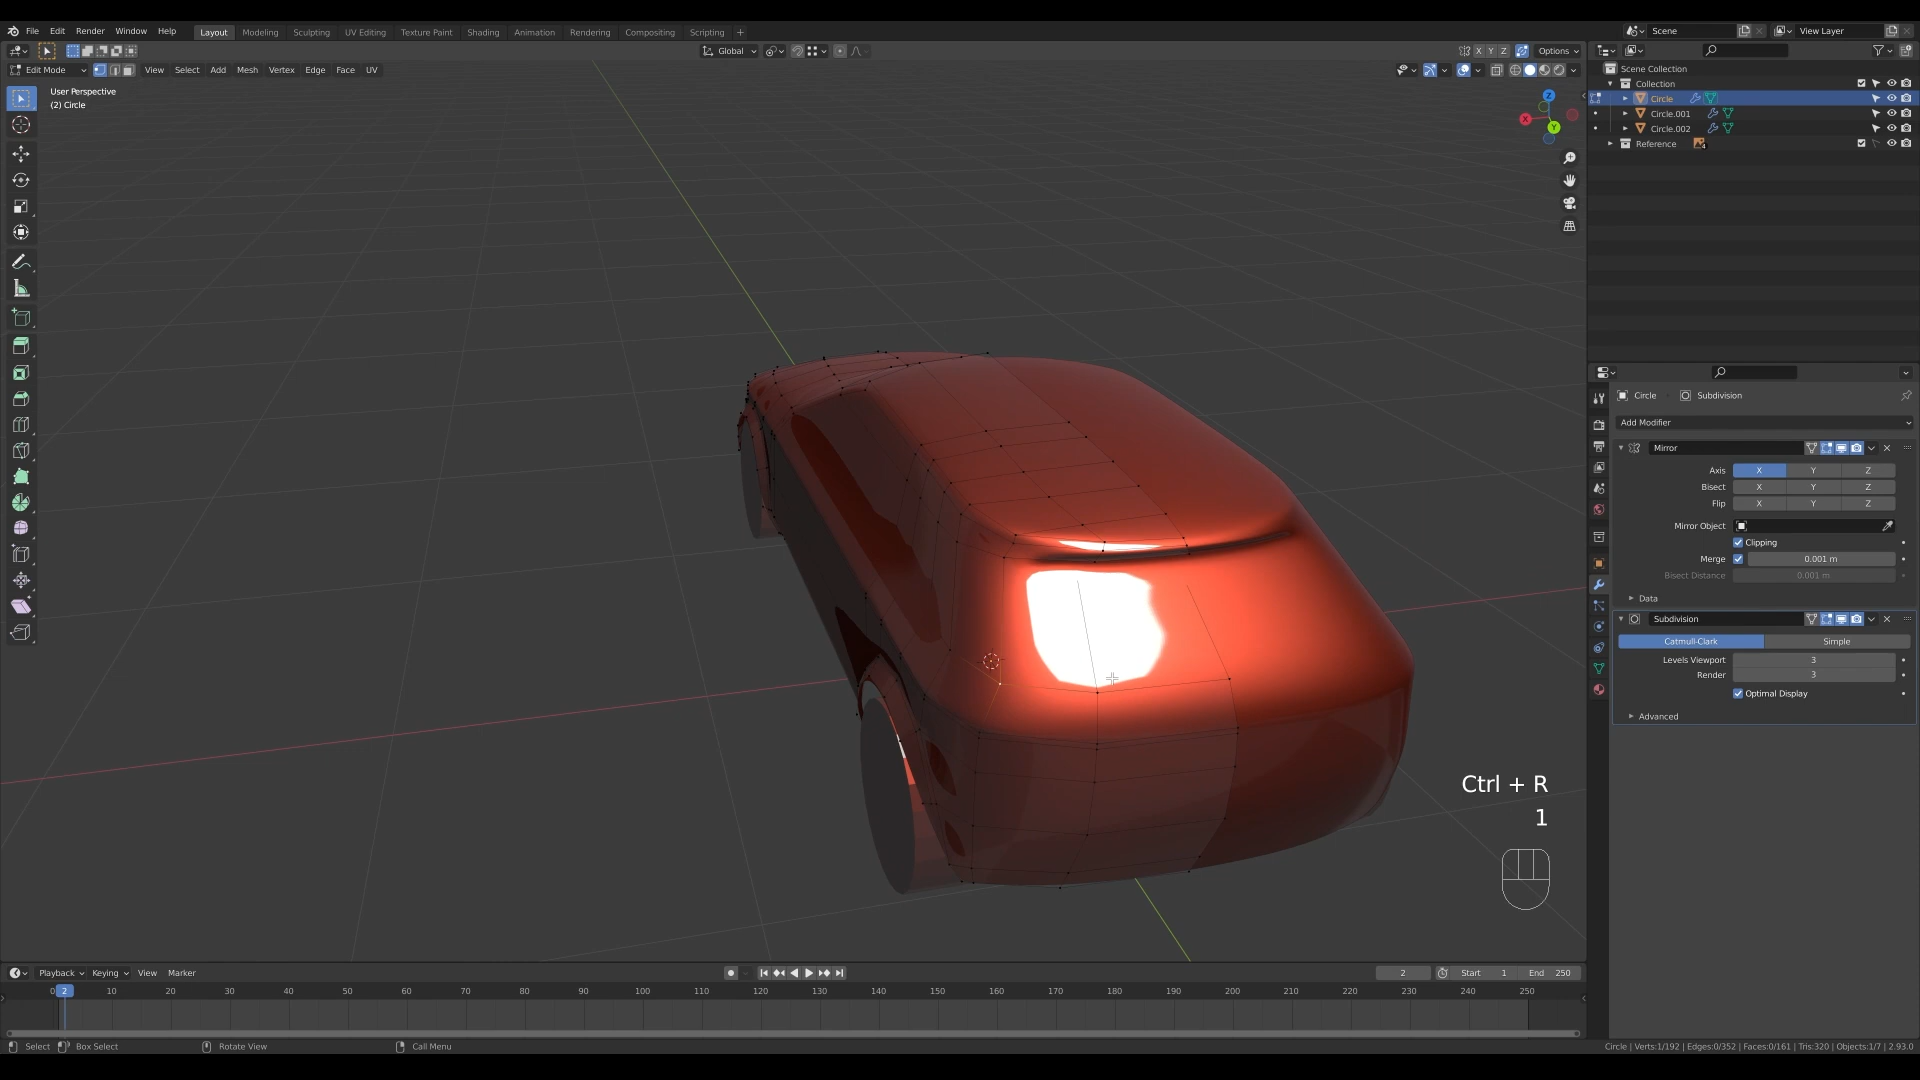 File Edit Render Window Help Layout Modeling Sculpting UV Editing Texture Paint Shading Animation Rendering Compositing Scripting + Scene View Layer
Global Options X Y Z
Edit Mode View Select Add Mesh Vertex Edge Face UV
User Perspective
(2) Circle
Z
X
Y
Scene Collection
Collection
Circle
Circle.001
Circle.002
Reference
Circle Subdivision
Add Modifier
Mirror
Axis X Y Z
Bisect X Y Z
Flip X Y Z
Mirror Object
Clipping
Merge 0.001 m
Bisect Distance 0.001 m
Data
Subdivision
Catmull-Clark Simple
Levels Viewport 3
Render 3
Optimal Display
Advanced
Ctrl + R
1
Playback Keying View Marker 2 Start 1 End 250
0 2 10 20 30 40 50 60 70 80 90 100 110 120 130 140 150 160 170 180 190 200 210 220 230 240 250
Select Box Select Rotate View Call Menu Circle | Verts:1/192 | Edges:0/352 | Faces:0/161 | Tris:320 | Objects:1/7 | 2.93.0